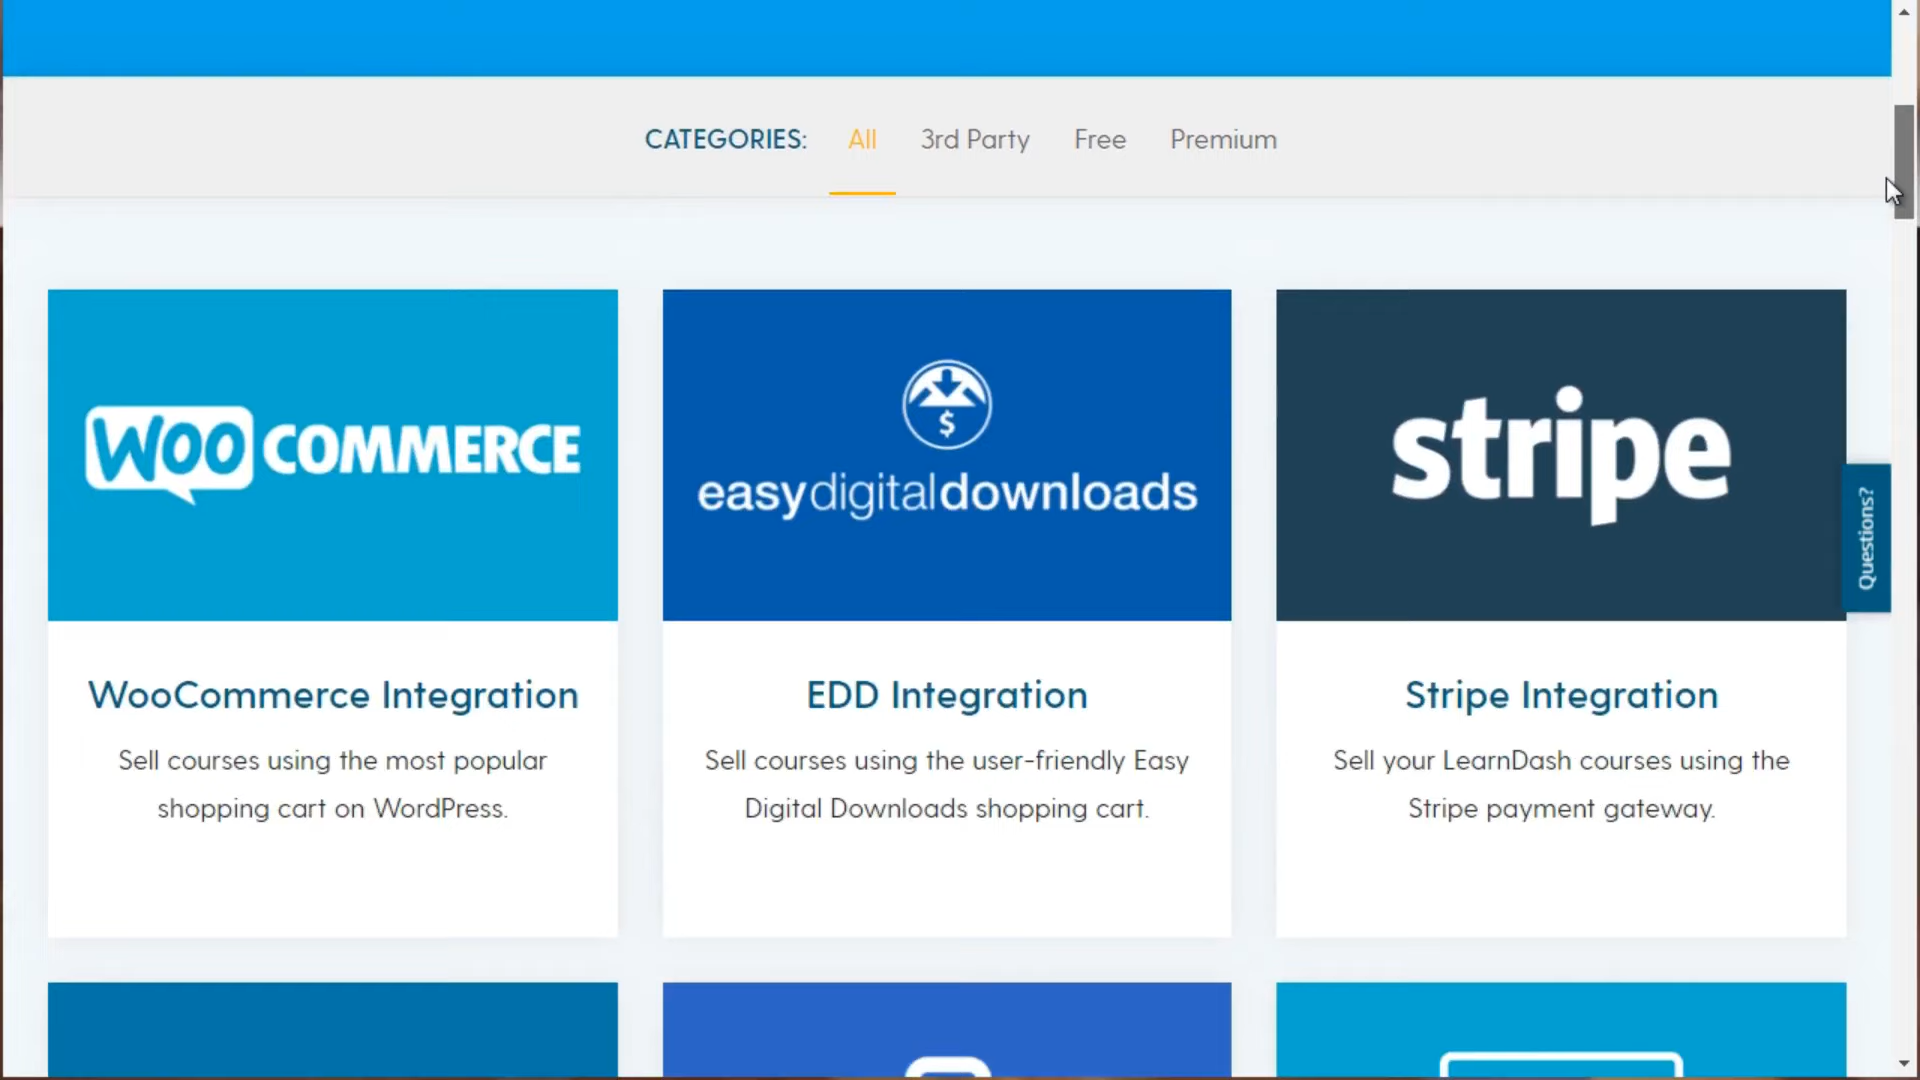 CATEGORIES: All 3rd Party Free Premium
WOO COMMERCE
$
easydigitaldownloads
stripe
Questions?
WooCommerce Integration
Sell courses using the most popular
shopping cart on WordPress.
EDD Integration
Sell courses using the user-friendly Easy
Digital Downloads shopping cart.
Stripe Integration
Sell your LearnDash courses using the
Stripe payment gateway.